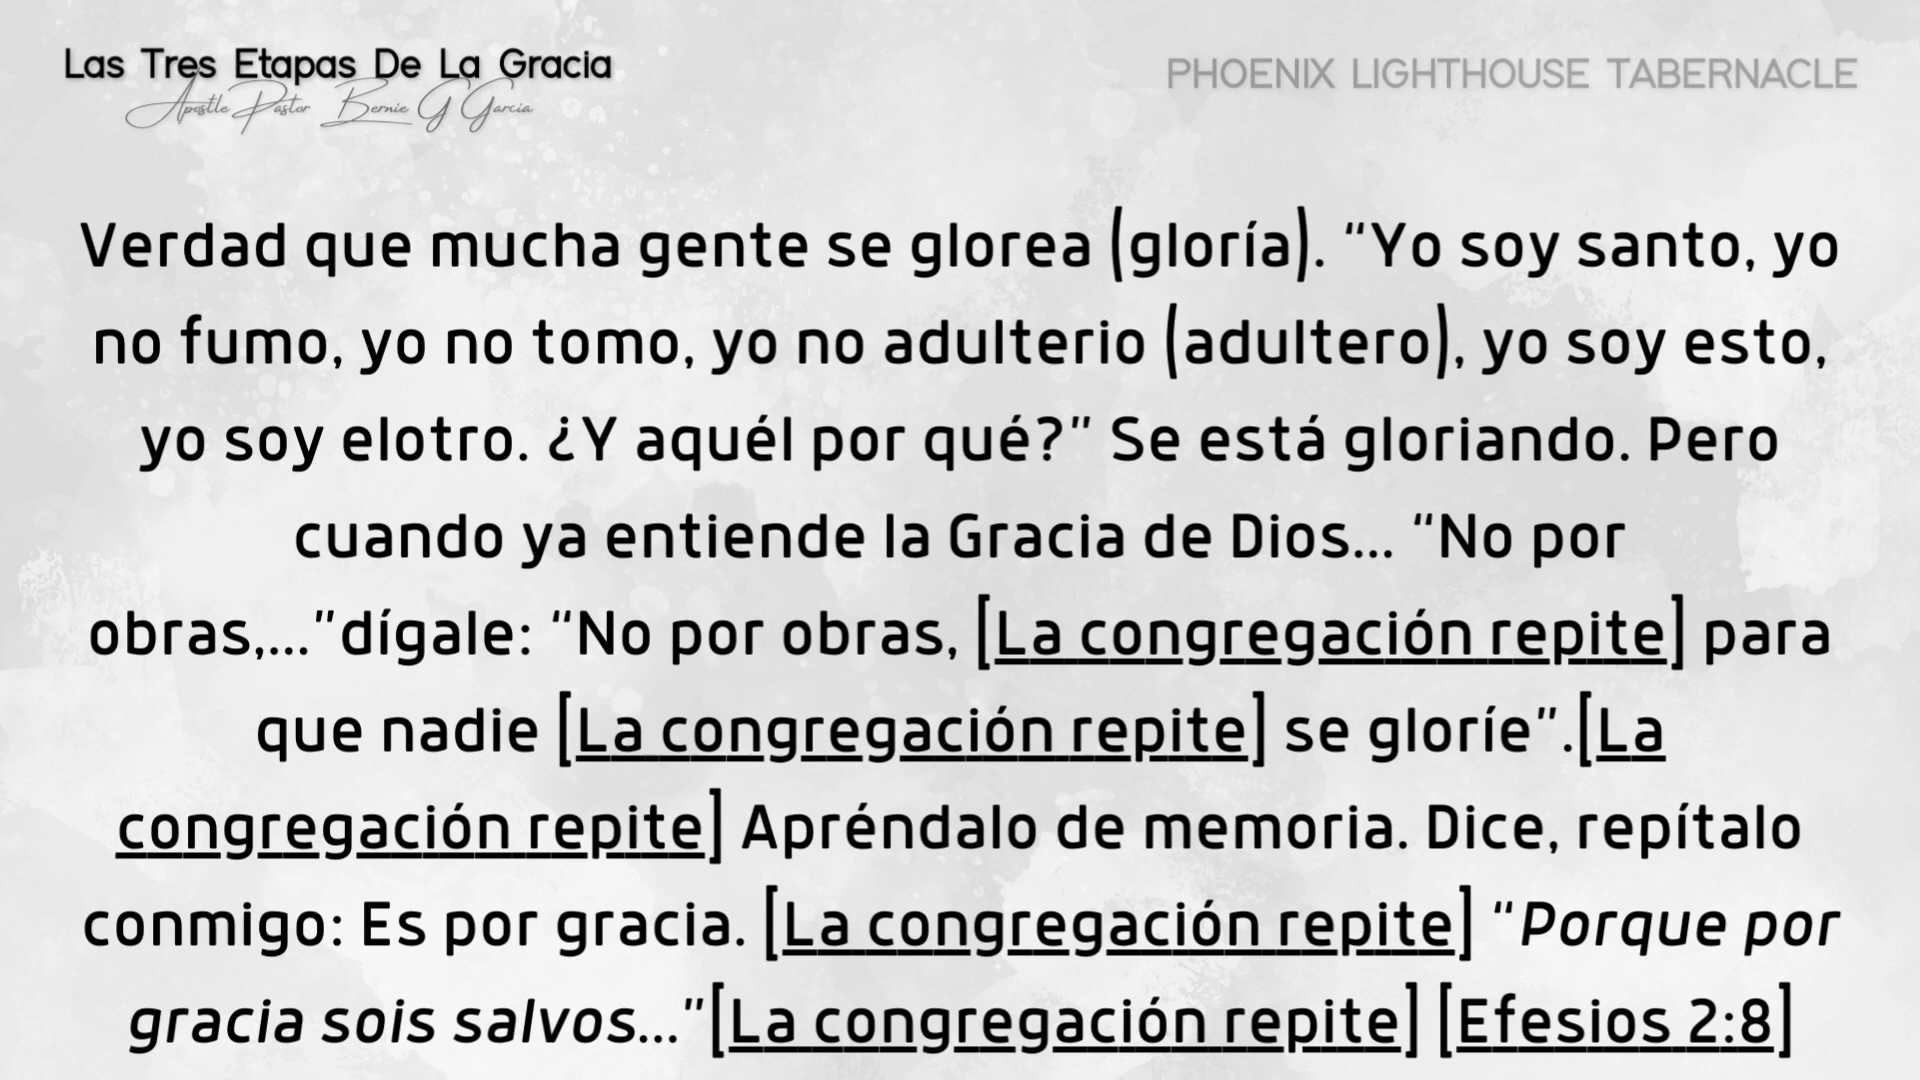 Las Tres Etapas De La Gracia
Apostle Pastor Bernie G Garcia
PHOENIX LIGHTHOUSE TABERNACLE
Verdad que mucha gente se glorea (gloría). “Yo soy santo, yo
no fumo, yo no tomo, yo no adulterio (adultero), yo soy esto,
yo soy elotro. ¿Y aquél por qué?” Se está gloriando. Pero
cuando ya entiende la Gracia de Dios... “No por
obras,...”dígale: “No por obras, [La congregación repite] para
que nadie [La congregación repite] se gloríe”.[La
congregación repite] Apréndalo de memoria. Dice, repítalo
conmigo: Es por gracia. [La congregación repite] “Porque por
gracia sois salvos...”[La congregación repite] [Efesios 2:8]